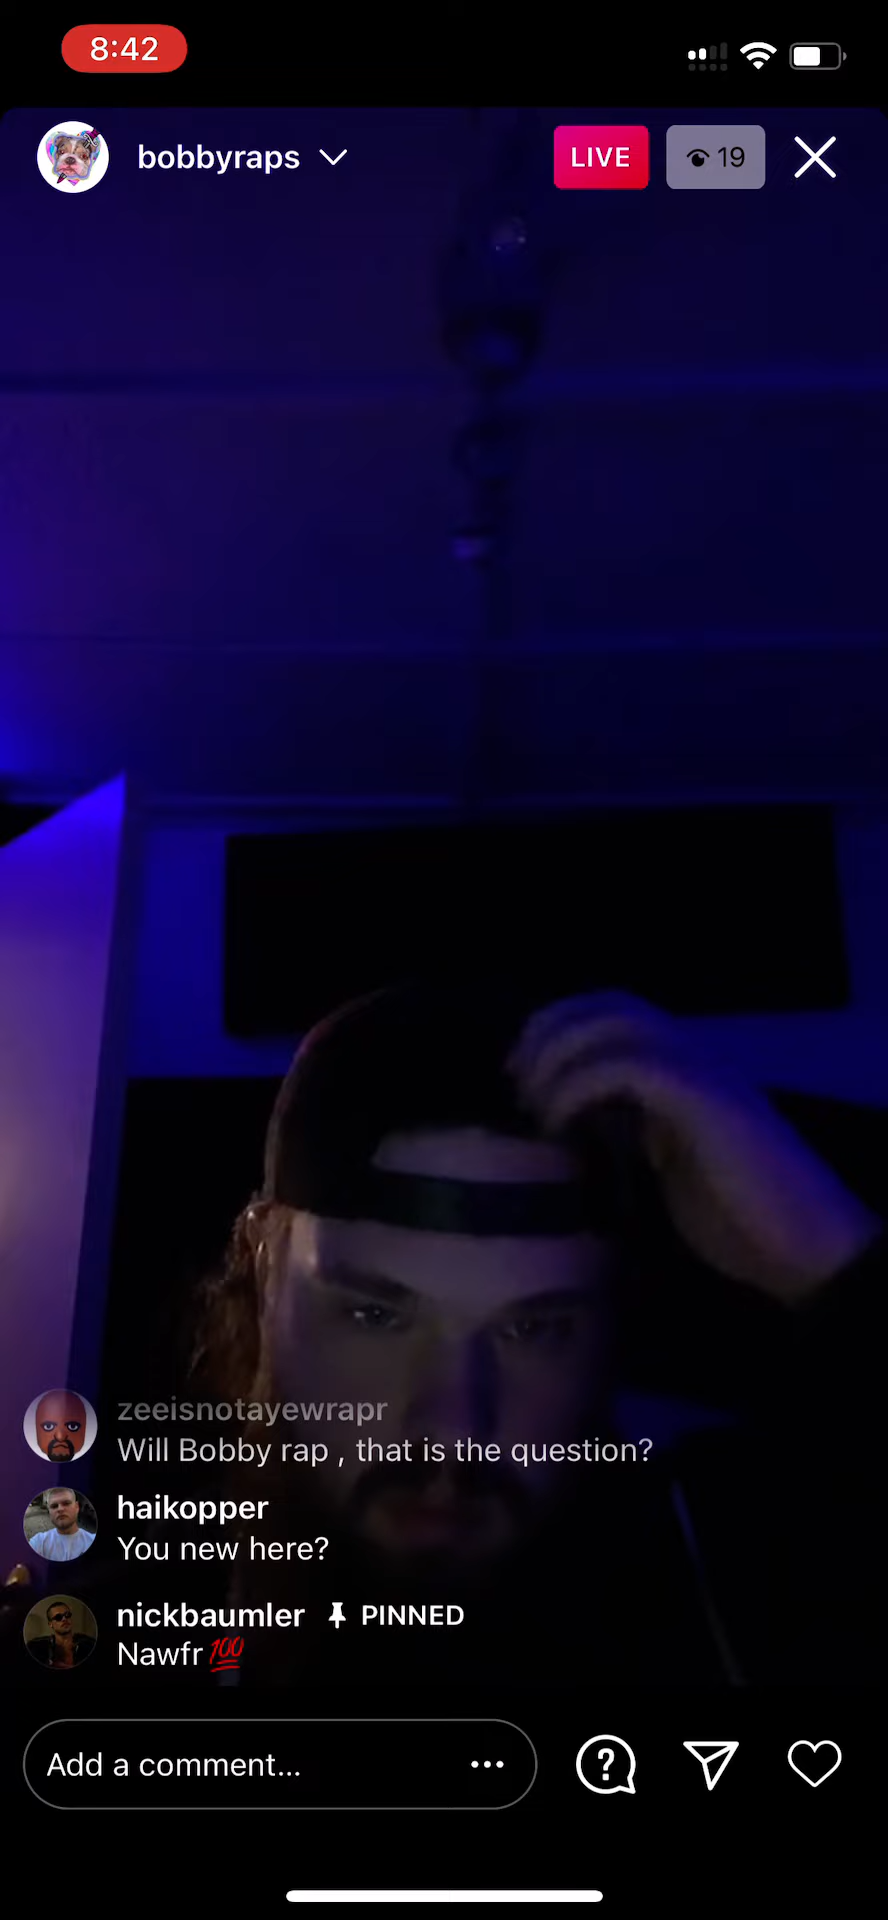 8:42
bobbyraps
LIVE
19
zeeisnotayewrapr
Will Bobby rap , that is the question?
haikopper
You new here?
nickbaumler PINNED
Nawfr 💯
Add a comment...